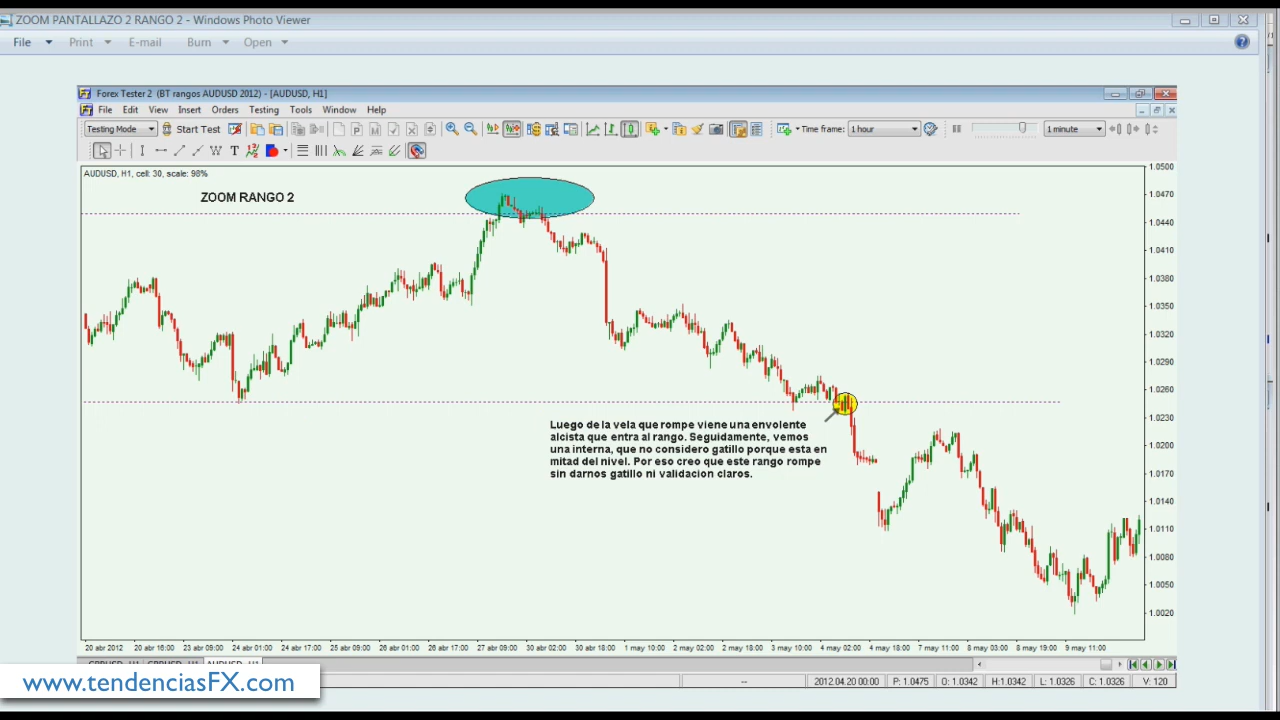 ZOOM PANTALLAZO 2 RANGO 2 - Windows Photo Viewer
File Print E-mail Burn Open
Forex Tester 2 (BT rangos AUDUSD 2012) - [AUDUSD, H1]
File Edit View Insert Orders Testing Tools Window Help
Testing Mode Start Test Time frame: 1 hour 1 minute
AUDUSD, H1, cell: 30, scale: 98%
ZOOM RANGO 2
1.0500
1.0470
1.0440
1.0410
1.0380
1.0350
1.0320
1.0290
1.0260
1.0230
1.0200
1.0170
1.0140
1.0110
1.0080
1.0050
1.0020
Luego de la vela que rompe viene una envolente
alcista que entra al rango. Seguidamente, vemos
una interna, que no considero gatillo porque esta en
mitad del nivel. Por eso creo que este rango rompe
sin darnos gatillo ni validacion claros.
20 abr 2012 20 abr 16:00 23 abr 09:00 24 abr 01:00 24 abr 17:00 25 abr 09:00 26 abr 01:00 26 abr 17:00 27 abr 09:00 30 abr 02:00 30 abr 18:00 1 may 10:00 2 may 02:00 2 may 18:00 3 may 10:00 4 may 02:00 4 may 18:00 7 may 11:00 8 may 03:00 8 may 19:00 9 may 11:00
GBPUSD, H1 GBPUSD, H1 AUDUSD, H1
www.tendenciasFX.com
-- 2012.04.20 00:00 P: 1.0475 O: 1.0342 H: 1.0342 L: 1.0326 C: 1.0326 V: 120